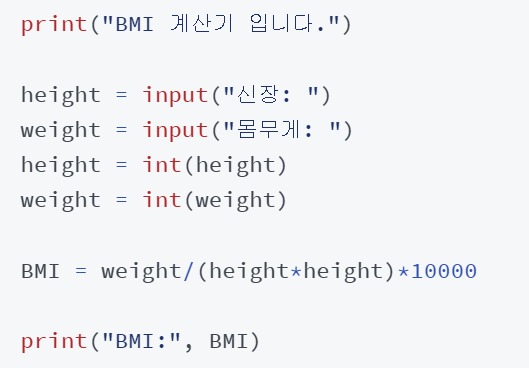 print("BMI 계산기 입니다.")
height = input("신장: ")
weight = input("몸무게: ")
height = int(height)
weight = int(weight)
BMI = weight/(height*height)*10000
print("BMI:", BMI)